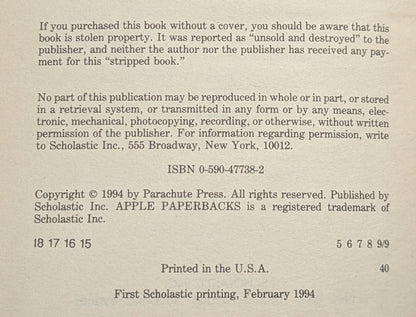 If you purchased this book without a cover, you should be aware that this
book is stolen property. It was reported as “unsold and destroyed” to the
publisher, and neither the author nor the publisher has received any pay-
ment for this “stripped book.”
No part of this publication may be reproduced in whole or in part, or stored
in a retrieval system, or transmitted in any form or by any means, elec-
tronic, mechanical, photocopying, recording, or otherwise, without written
permission of the publisher. For information regarding permission, write
to Scholastic Inc., 555 Broadway, New York, 10012.
ISBN 0-590-47738-2
Copyright © 1994 by Parachute Press. All rights reserved. Published by
Scholastic Inc. APPLE PAPERBACKS is a registered trademark of
Scholastic Inc.
18 17 16 15 5 6 7 8 9/9
Printed in the U.S.A. 40
First Scholastic printing, February 1994